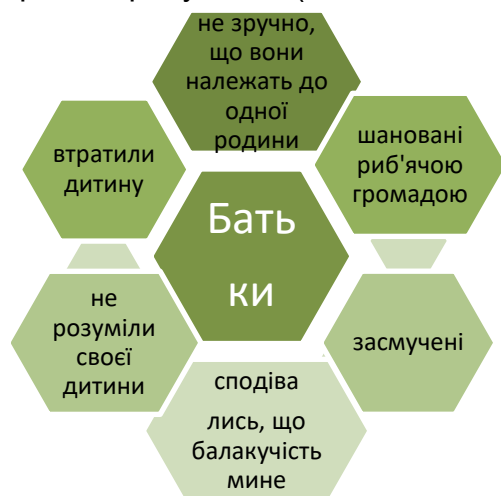 не зручно,
що вони
належать до
одної
родини
шановані
риб'ячою
громадою
засмучені
сподіва
лись, що
балакучість
мине
не
розуміли
своєї
дитини
втратили
дитину
Бать
ки